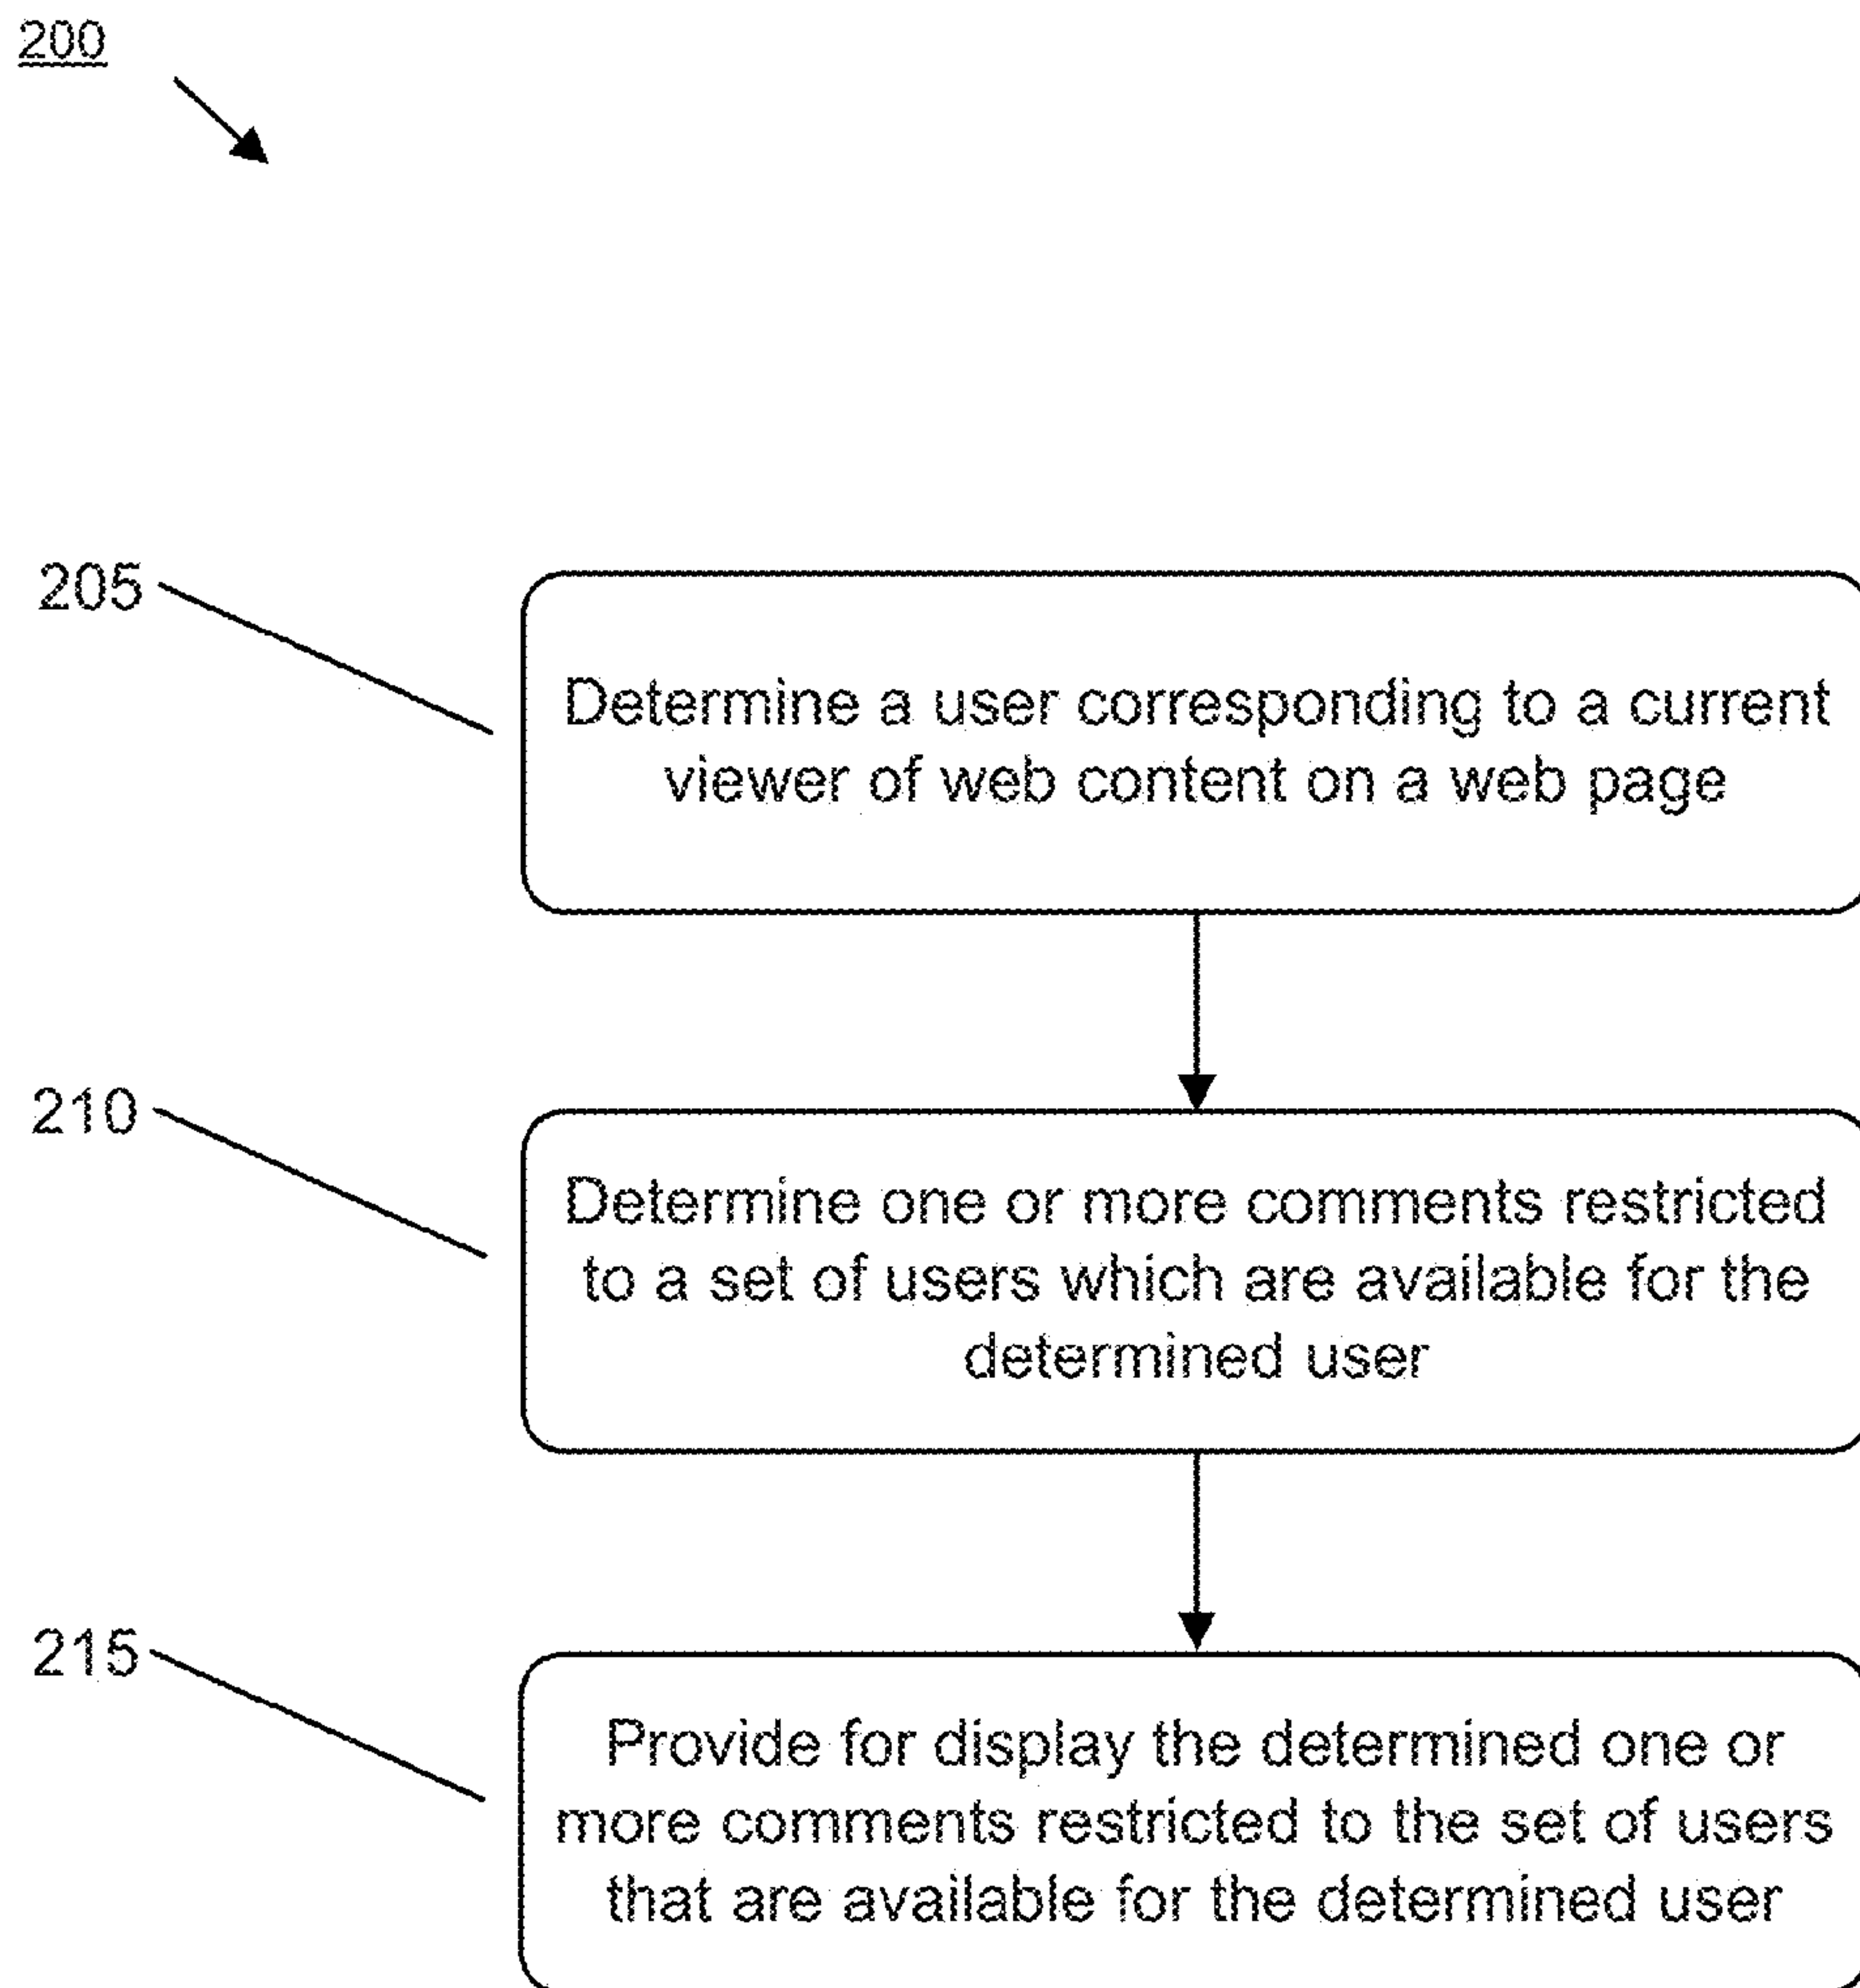 200
205
Determine a user corresponding to a current
viewer of web content on a web page
210
Determine one or more comments restricted
to a set of users which are available for the
determined user
215
Provide for display the determined one or
more comments restricted to the set of users
that are available for the determined user